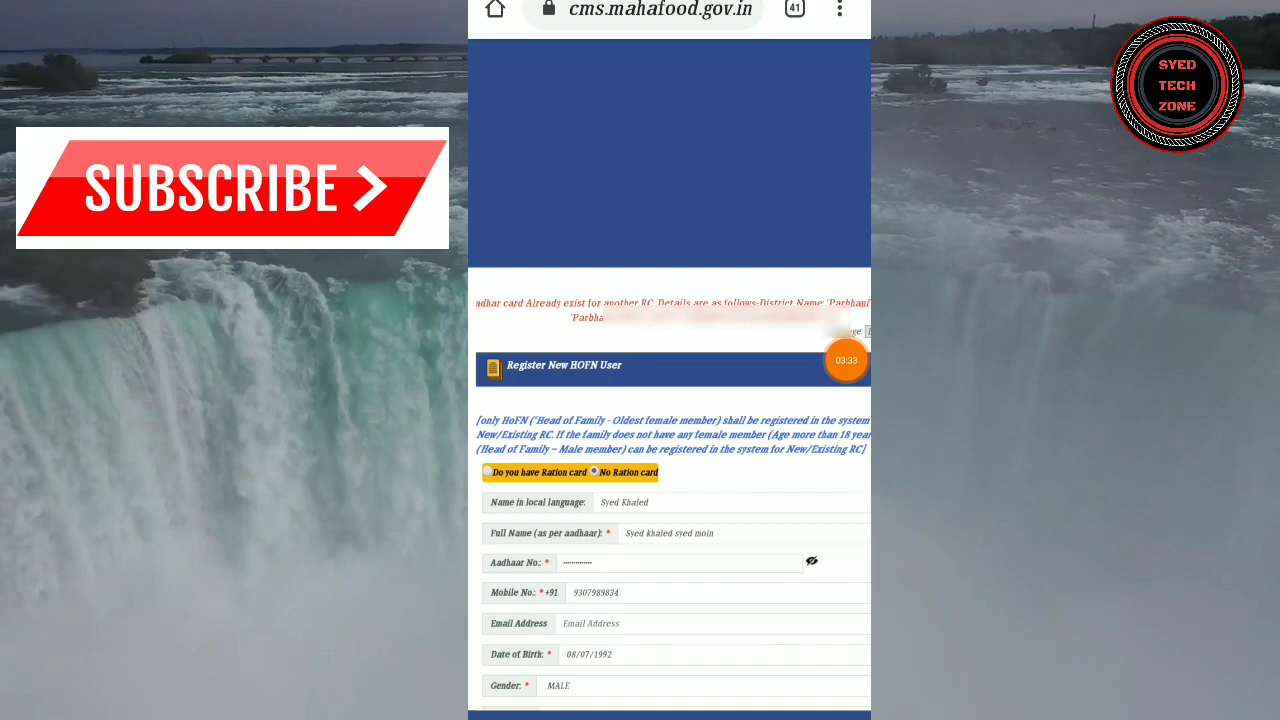 cms.mahafood.gov.in
41
SYED
TECH
ZONE
SUBSCRIBE
adhar card Already exist for another RC. Details are as follows-District Name: 'Parbhani'
'Parbha
ge:
03:33
Register New HOFN User
[only HoFN ('Head of Family - Oldest female member) shall be registered in the system
New/Existing RC. If the family does not have any female member (Age more than 18 year
(Head of Family – Male member) can be registered in the system for New/Existing RC]
Do you have Ration card No Ration card
Name in local language: Syed Khaled
Full Name (as per aadhaar): * Syed khaled syed moin
Aadhaar No.: * ··············
Mobile No.: * +91 9307989834
Email Address Email Address
Date of Birth: * 08/07/1992
Gender: * MALE